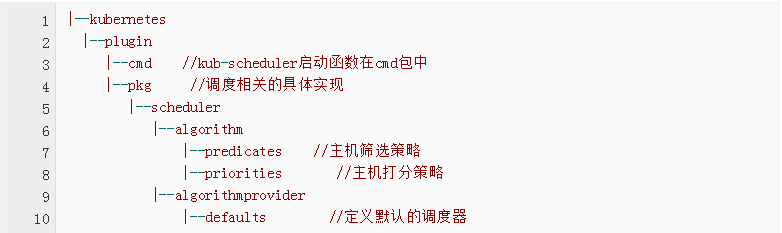 1 |--kubernetes
2   |--plugin
3     |--cmd    //kub-scheduler启动函数在cmd包中
4     |--pkg     //调度相关的具体实现
5       |--scheduler
6         |--algorithm
7            |--predicates    //主机筛选策略
8            |--priorities       //主机打分策略
9         |--algorithmprovider
10           |--defaults        //定义默认的调度器